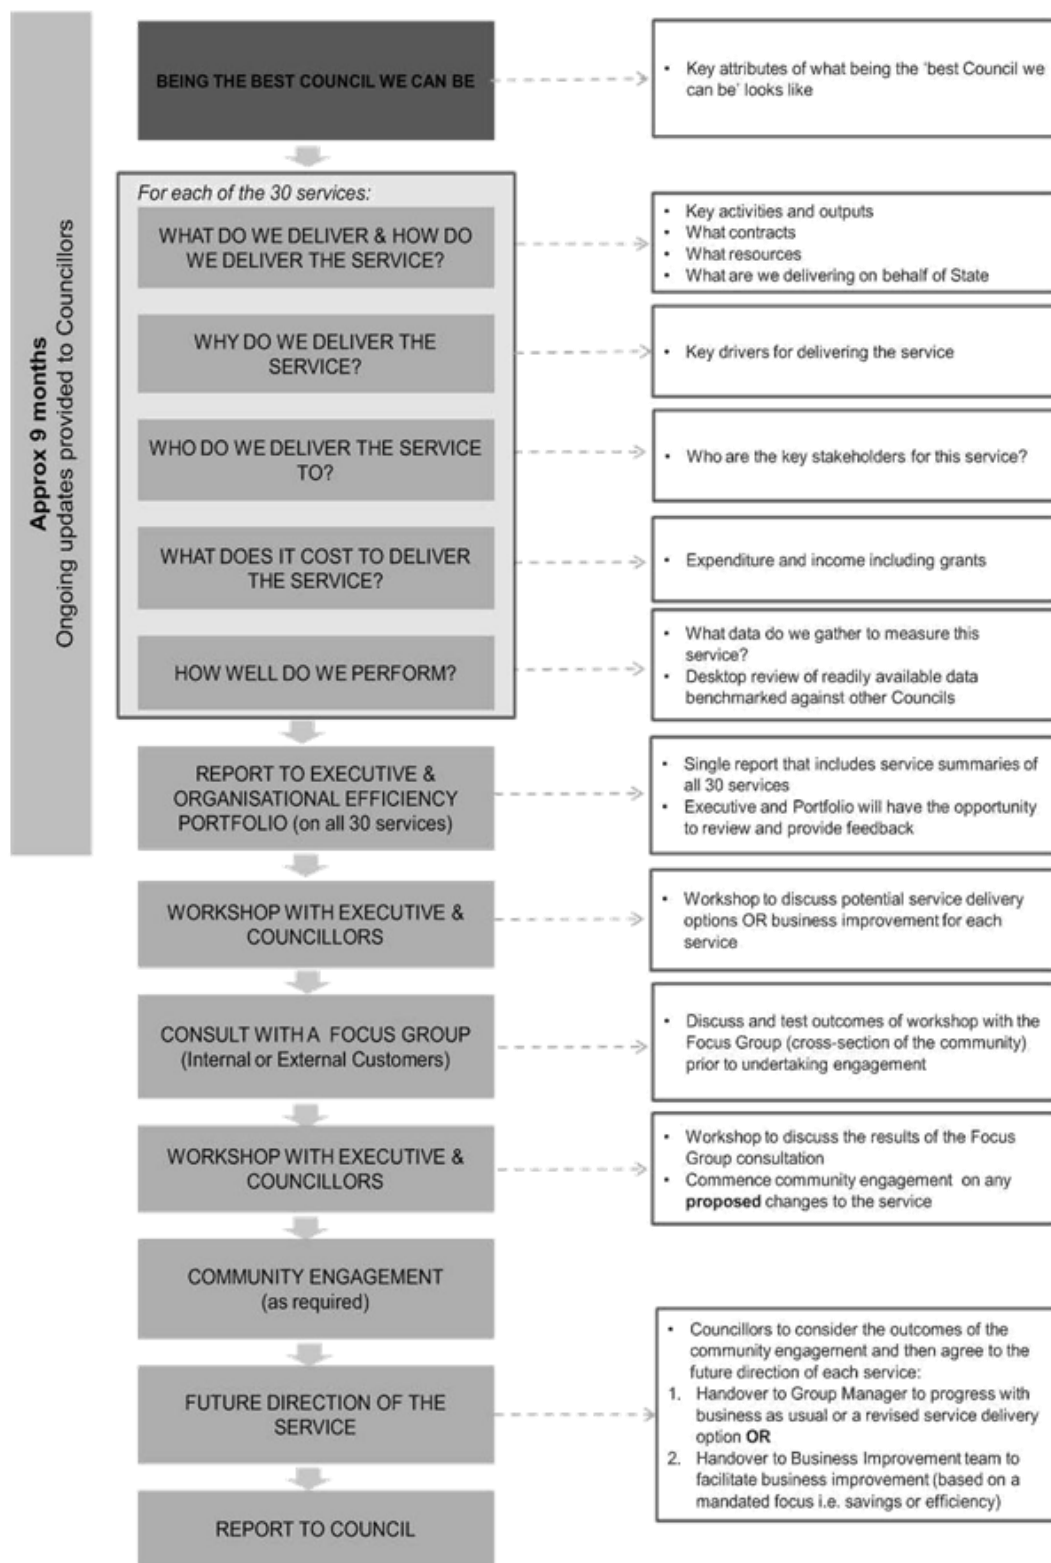 Approx 9 months
Ongoing updates provided to Councillors
BEING THE BEST COUNCIL WE CAN BE
• Key attributes of what being the 'best Council we
can be' looks like
For each of the 30 services:
WHAT DO WE DELIVER & HOW DO
WE DELIVER THE SERVICE?
• Key activities and outputs
• What contracts
• What resources
• What are we delivering on behalf of State
WHY DO WE DELIVER THE
SERVICE?
• Key drivers for delivering the service
WHO DO WE DELIVER THE SERVICE
TO?
• Who are the key stakeholders for this service?
WHAT DOES IT COST TO DELIVER
THE SERVICE?
• Expenditure and income including grants
HOW WELL DO WE PERFORM?
• What data do we gather to measure this
service?
• Desktop review of readily available data
benchmarked against other Councils
REPORT TO EXECUTIVE &
ORGANISATIONAL EFFICIENCY
PORTFOLIO (on all 30 services)
• Single report that includes service summaries of
all 30 services
• Executive and Portfolio will have the opportunity
to review and provide feedback
WORKSHOP WITH EXECUTIVE &
COUNCILLORS
• Workshop to discuss potential service delivery
options OR business improvement for each
service
CONSULT WITH A FOCUS GROUP
(Internal or External Customers)
• Discuss and test outcomes of workshop with the
Focus Group (cross-section of the community)
prior to undertaking engagement
WORKSHOP WITH EXECUTIVE &
COUNCILLORS
• Workshop to discuss the results of the Focus
Group consultation
• Commence community engagement on any
proposed changes to the service
COMMUNITY ENGAGEMENT
(as required)
FUTURE DIRECTION OF THE
SERVICE
• Councillors to consider the outcomes of the
community engagement and then agree to the
future direction of each service:
1. Handover to Group Manager to progress with
business as usual or a revised service delivery
option OR
2. Handover to Business Improvement team to
facilitate business improvement (based on a
mandated focus i.e. savings or efficiency)
REPORT TO COUNCIL